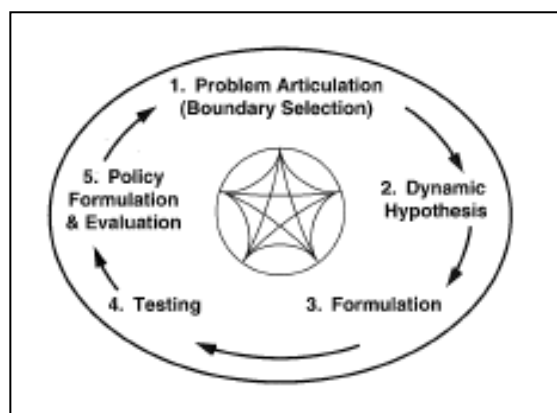 1. Problem Articulation
(Boundary Selection)
2. Dynamic
Hypothesis
3. Formulation
4. Testing
5. Policy
Formulation
& Evaluation